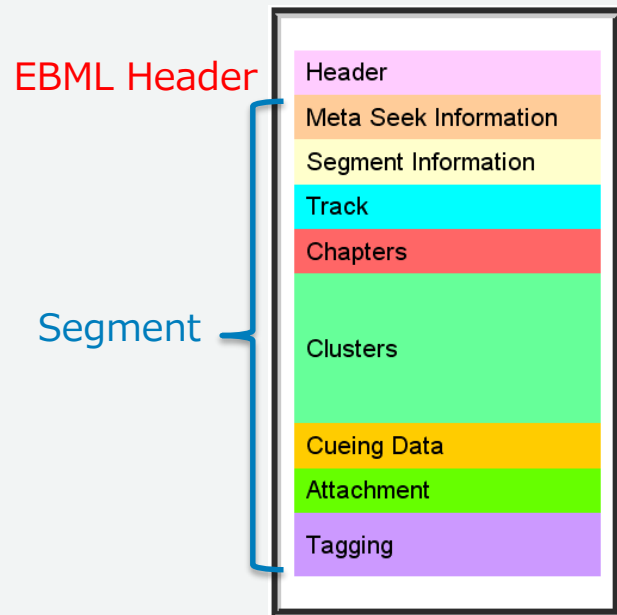 EBML Header
Header
Meta Seek Information
Segment Information
Track
Chapters
Segment
Clusters
Cueing Data
Attachment
Tagging